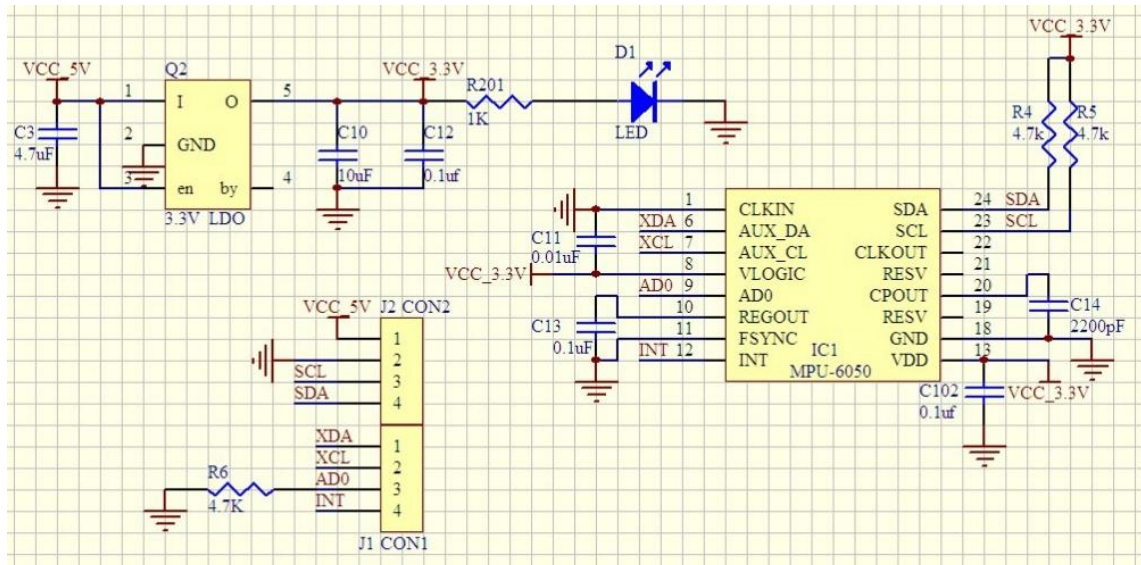 VCC_5V
Q2
1
I
O
5
C3
4.7uF
2
GND
3
en
by
4
3.3V LDO
VCC_3.3V
C10
10uF
C12
0.1uf
R201
1K
D1
LED
VCC_3.3V
R4
4.7k
R5
4.7k
1
CLKIN
SDA
24
SDA
XDA 6
AUX_DA
SCL
23
SCL
XCL 7
AUX_CL
CLKOUT
22
C11
0.01uF
VCC_3.3V
8
VLOGIC
RESV
21
AD0 9
AD0
CPOUT
20
10
REGOUT
RESV
19
C13
0.1uF
11
FSYNC
GND
18
INT 12
INT
VDD
13
IC1
MPU-6050
C14
2200pF
C102
0.1uf
VCC_3.3V
VCC_5V
J2 CON2
1
2
SCL
3
SDA
4
XDA
1
XCL
2
R6
4.7K
AD0
3
INT
4
J1 CON1